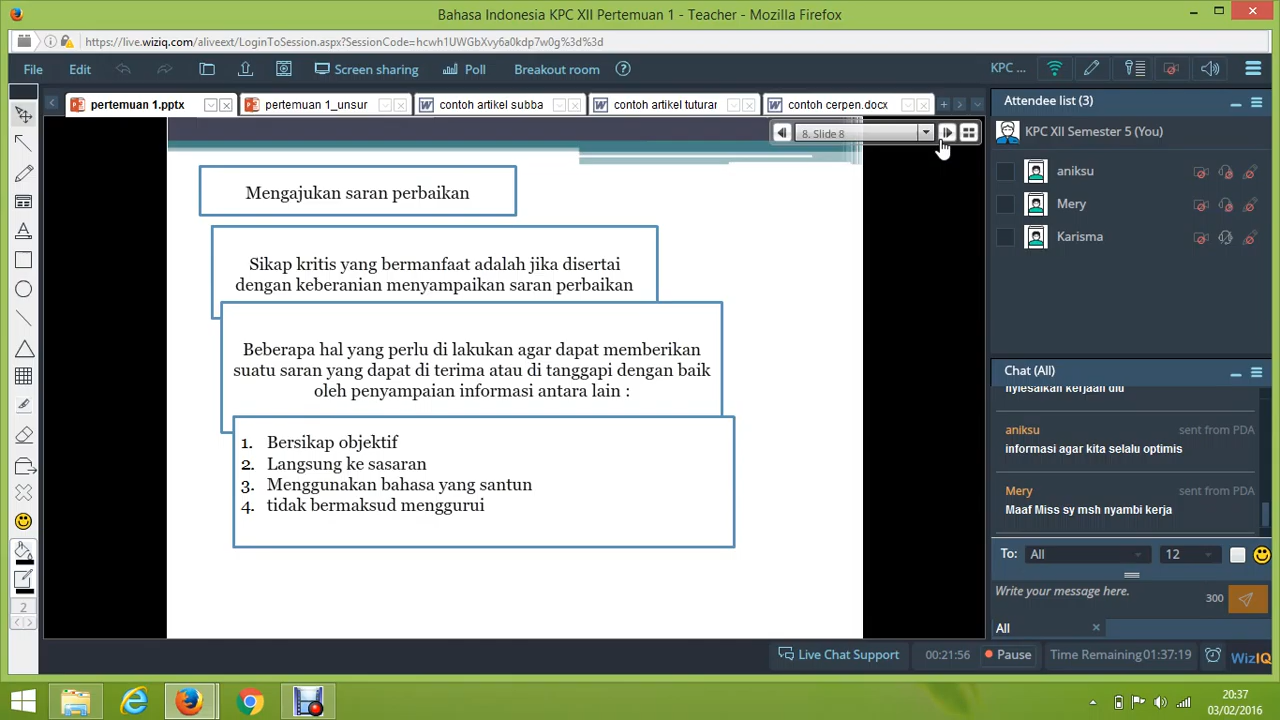 Bahasa Indonesia KPC XII Pertemuan 1 - Teacher - Mozilla Firefox
https://live.wiziq.com/aliveext/LoginToSession.aspx?SessionCode=hcwh1UWGbXvy6a0kdp7w0g%3d%3d
File Edit Screen sharing Poll Breakout room ? KPC ...
pertemuan 1.pptx pertemuan 1_unsur contoh artikel subba contoh artikel tuturar contoh cerpen.docx
8. Slide 8
Mengajukan saran perbaikan
Sikap kritis yang bermanfaat adalah jika disertai
dengan keberanian menyampaikan saran perbaikan
Beberapa hal yang perlu di lakukan agar dapat memberikan
suatu saran yang dapat di terima atau di tanggapi dengan baik
oleh penyampaian informasi antara lain :
1. Bersikap objektif
2. Langsung ke sasaran
3. Menggunakan bahasa yang santun
4. tidak bermaksud menggurui
2
Attendee list (3)
KPC XII Semester 5 (You)
aniksu
Mery
Karisma
Chat (All)
aniksu sent from PDA
informasi agar kita selalu optimis
Mery sent from PDA
Maaf Miss sy msh nyambi kerja
To: All 12
Write your message here. 300
All
Live Chat Support 00:21:56 Pause Time Remaining 01:37:19 WizIQ
20:37
03/02/2016